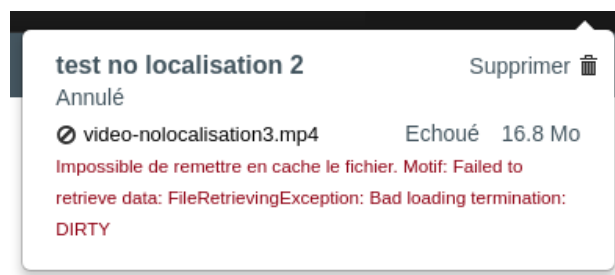 test no localisation 2
Supprimer
Annulé
video-nolocalisation3.mp4 Echoué 16.8 Mo
Impossible de remettre en cache le fichier. Motif: Failed to
retrieve data: FileRetrievingException: Bad loading termination:
DIRTY